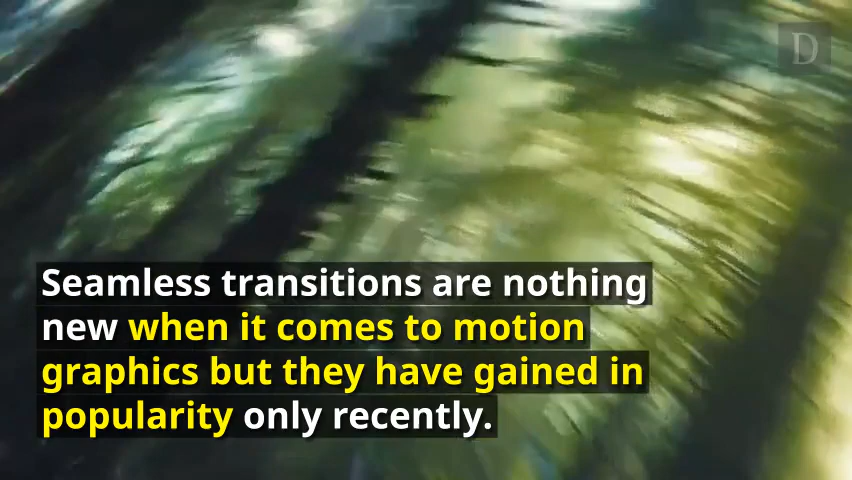 D
Seamless transitions are nothing
new when it comes to motion
graphics but they have gained in
popularity only recently.